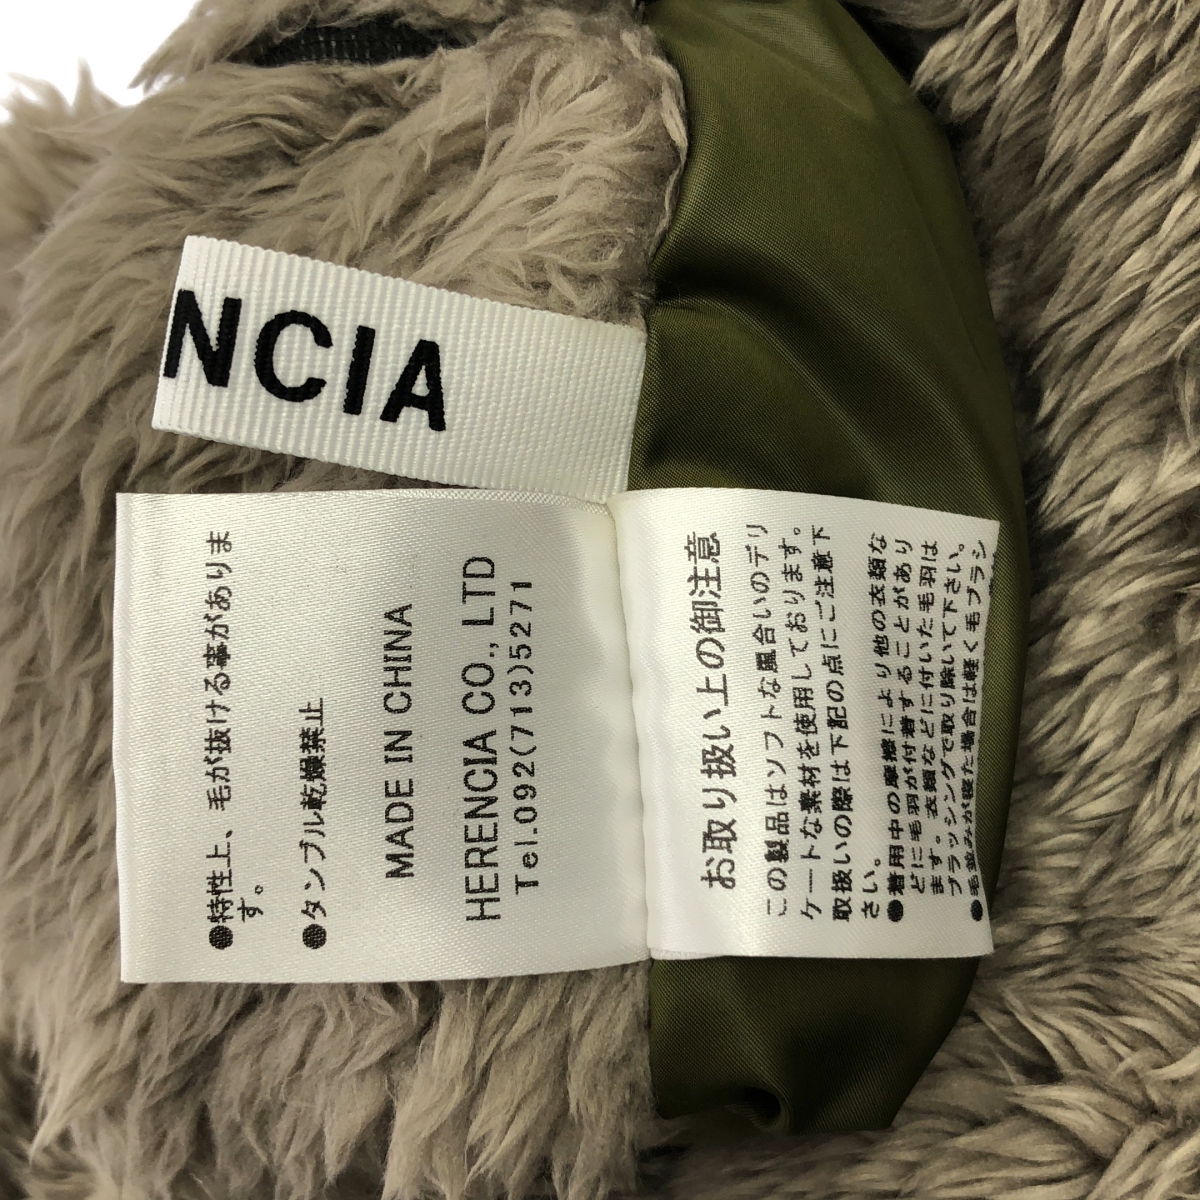 NCIA
●特性上、毛が抜ける事がありま
す。
●タンブル乾燥禁止
MADE IN CHINA
HERENCIA CO., LTD
Tel.092(713)5271
お取り扱い上の御注意
この製品はソフトな風合いのデリ
ケートな素材を使用しております。
取扱いの際は下記の点にご注意下
さい。
●着用中の摩擦により他の衣類な
どに毛羽が付着することがあり
ます。衣類などに付いた毛羽は
ブラッシングで取り除いて下さい。
●毛並みが寝た場合は軽く毛ブラシ